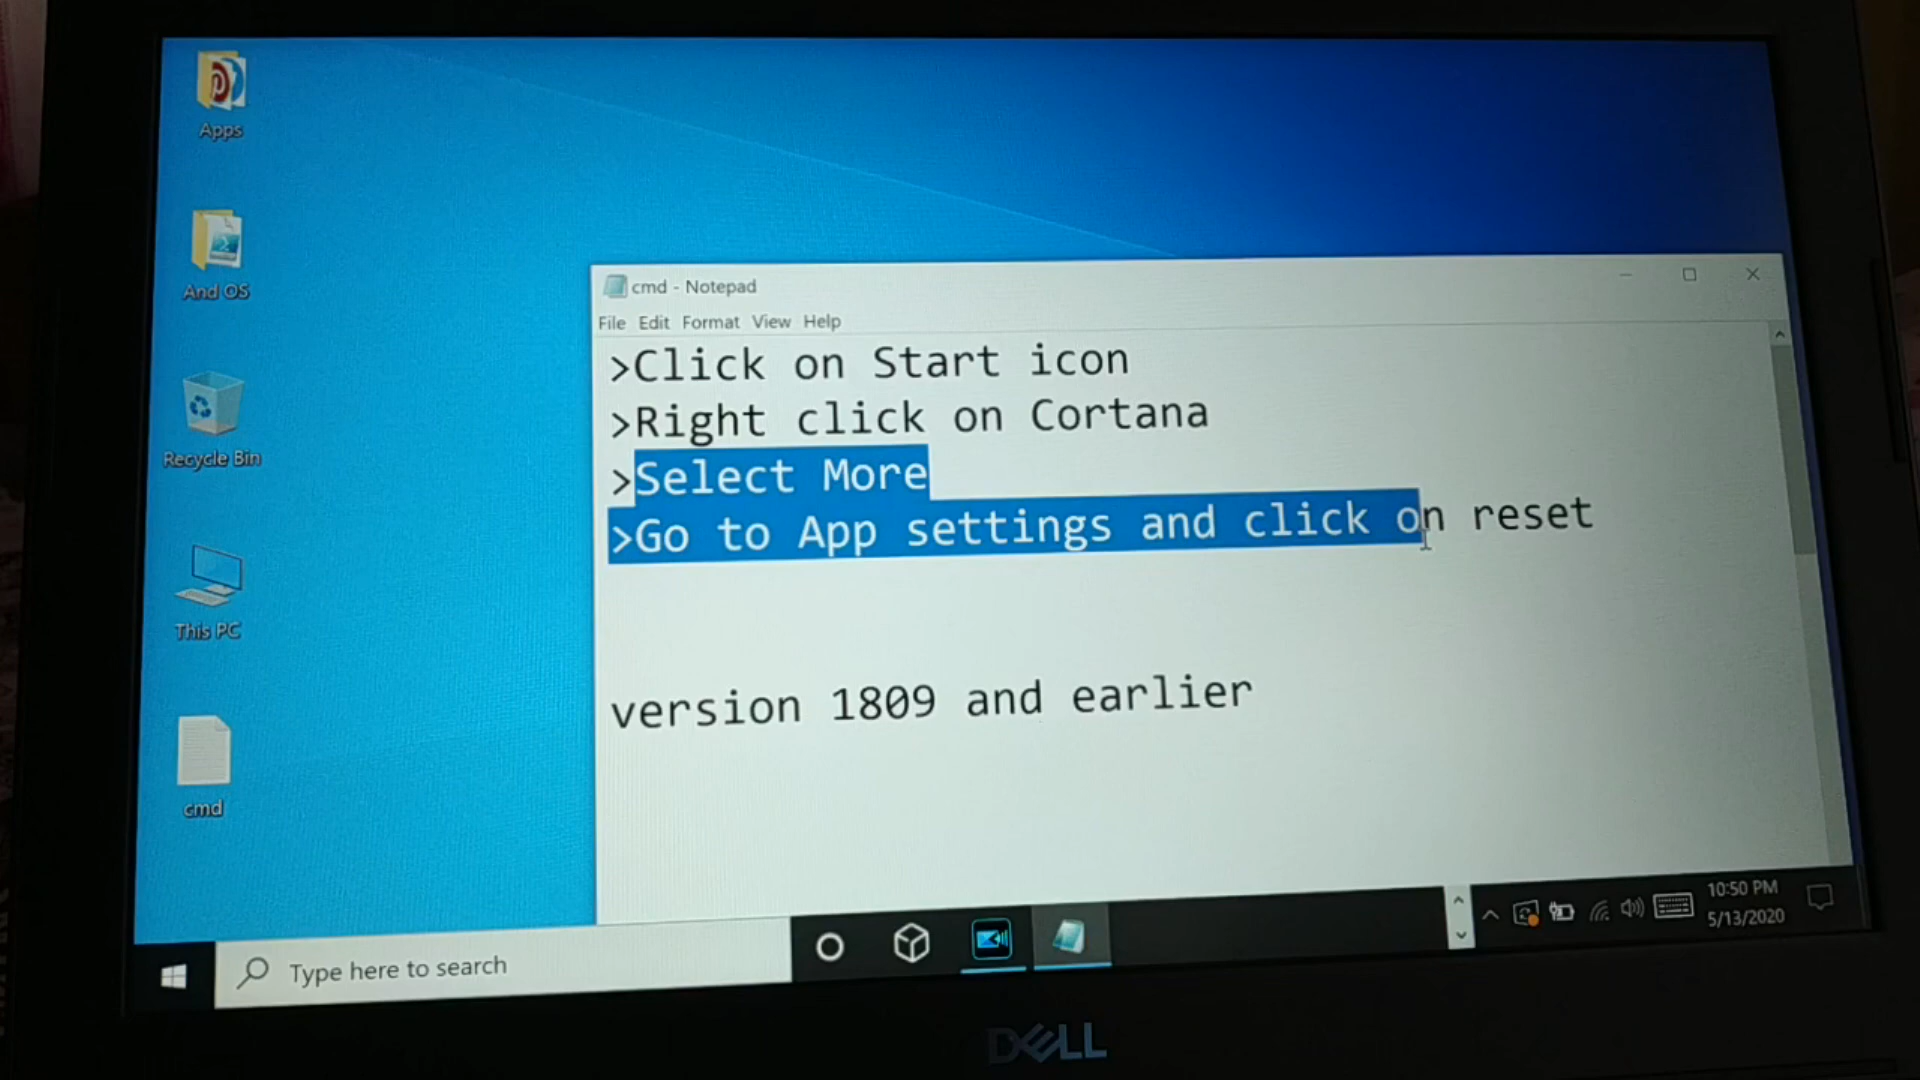 Apps
And OS
Recycle Bin
This PC
cmd
cmd - Notepad
File Edit Format View Help
>Click on Start icon
>Right click on Cortana
>Select More
>Go to App settings and click on reset
version 1809 and earlier
Type here to search
10:50 PM
5/13/2020
DELL